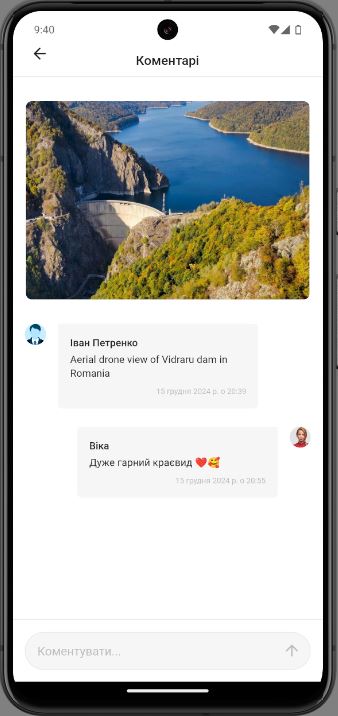 9:40
Коментарі
Іван Петренко
Aerial drone view of Vidraru dam in
Romania
15 грудня 2024 р. о 20:39
Віка
Дуже гарний краєвид ❤️🥰
15 грудня 2024 р. о 20:55
Коментувати...